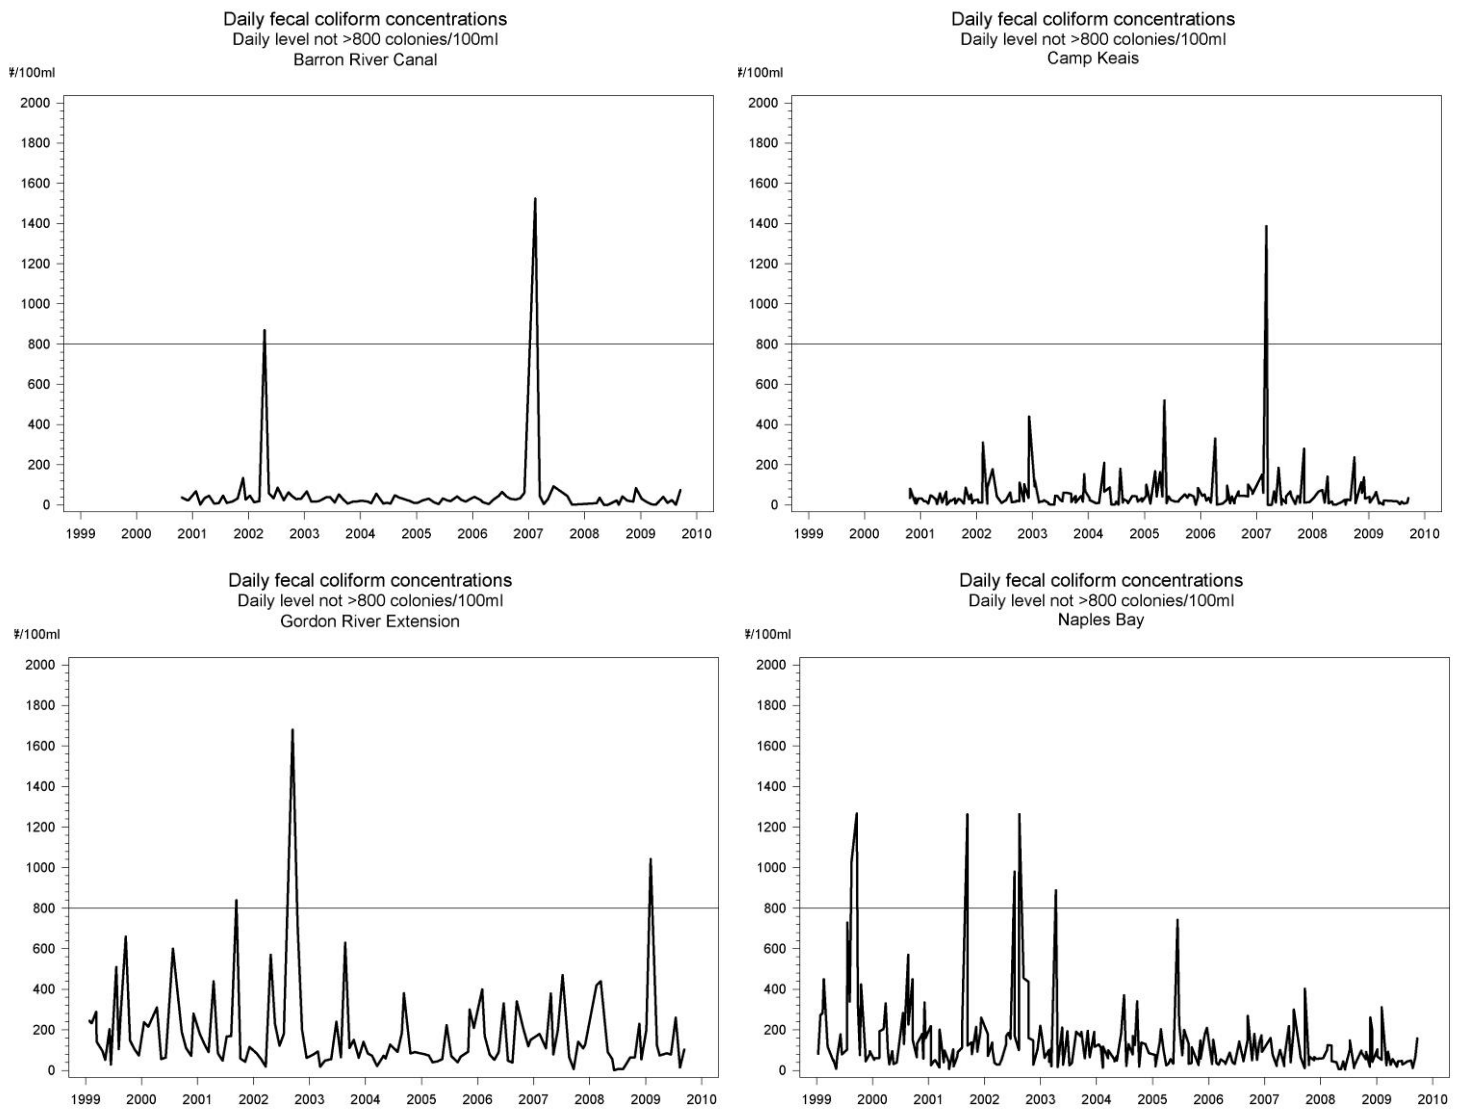 Daily fecal coliform concentrations
Daily level not >800 colonies/100ml
Barron River Canal
#/100ml
2000
1800
1600
1400
1200
1000
800
600
400
200
0
1999 2000 2001 2002 2003 2004 2005 2006 2007 2008 2009 2010
Daily fecal coliform concentrations
Daily level not >800 colonies/100ml
Camp Keais
#/100ml
2000
1800
1600
1400
1200
1000
800
600
400
200
0
1999 2000 2001 2002 2003 2004 2005 2006 2007 2008 2009 2010
Daily fecal coliform concentrations
Daily level not >800 colonies/100ml
Gordon River Extension
#/100ml
2000
1800
1600
1400
1200
1000
800
600
400
200
0
1999 2000 2001 2002 2003 2004 2005 2006 2007 2008 2009 2010
Daily fecal coliform concentrations
Daily level not >800 colonies/100ml
Naples Bay
#/100ml
2000
1800
1600
1400
1200
1000
800
600
400
200
0
1999 2000 2001 2002 2003 2004 2005 2006 2007 2008 2009 2010